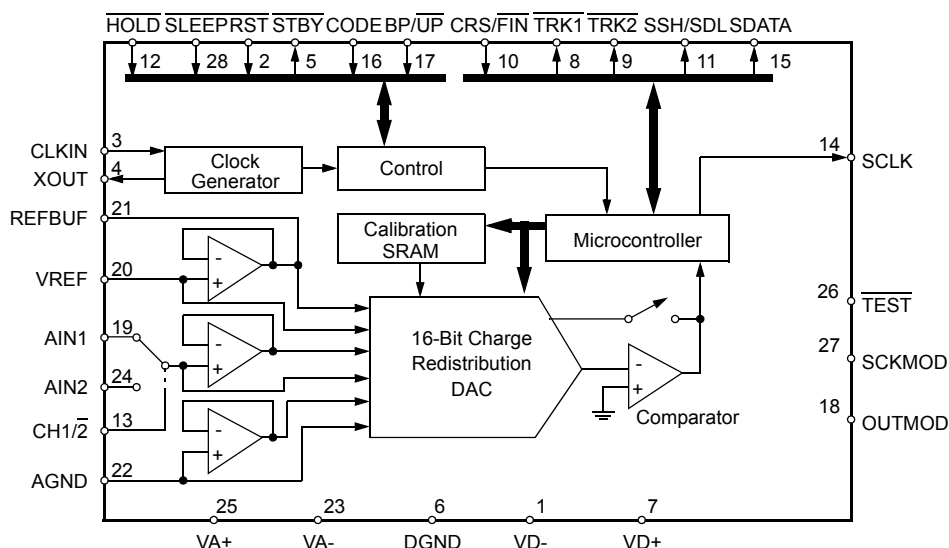 HOLD SLEEP RST STBY CODE BP/UP CRS/FIN TRK1 TRK2 SSH/SDL SDATA
12 28 2 5 16 17 10 8 9 11 15
CLKIN 3
XOUT 4
Clock
Generator
Control
14 SCLK
REFBUF 21
Calibration
SRAM
Microcontroller
VREF 20
-
+
26
TEST
AIN1 19
-
+
16-Bit Charge
Redistribution
DAC
27
SCKMOD
AIN2 24
-
+
Comparator
18
OUTMOD
CH1/2 13
-
+
AGND 22
25 23 6 1 7
VA+ VA- DGND VD- VD+